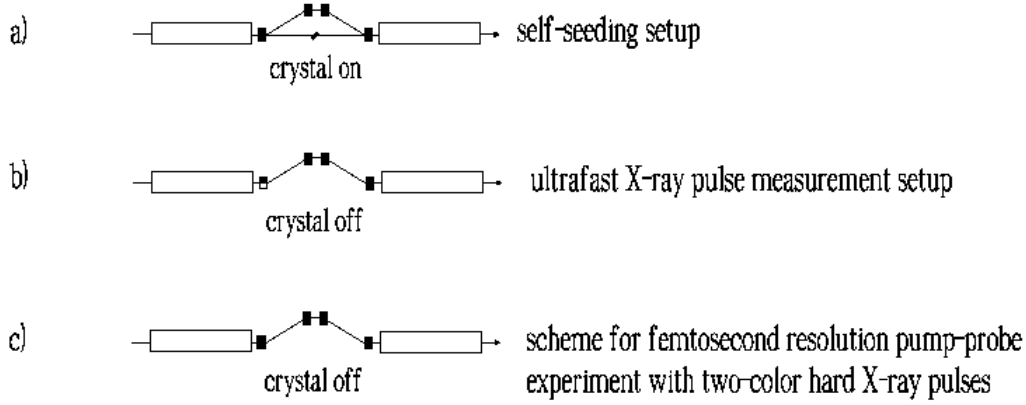 a)
self-seeding setup
crystal on
b)
ultrafast X-ray pulse measurement setup
crystal off
c)
scheme for femtosecond resolution pump-probe
experiment with two-color hard X-ray pulses
crystal off